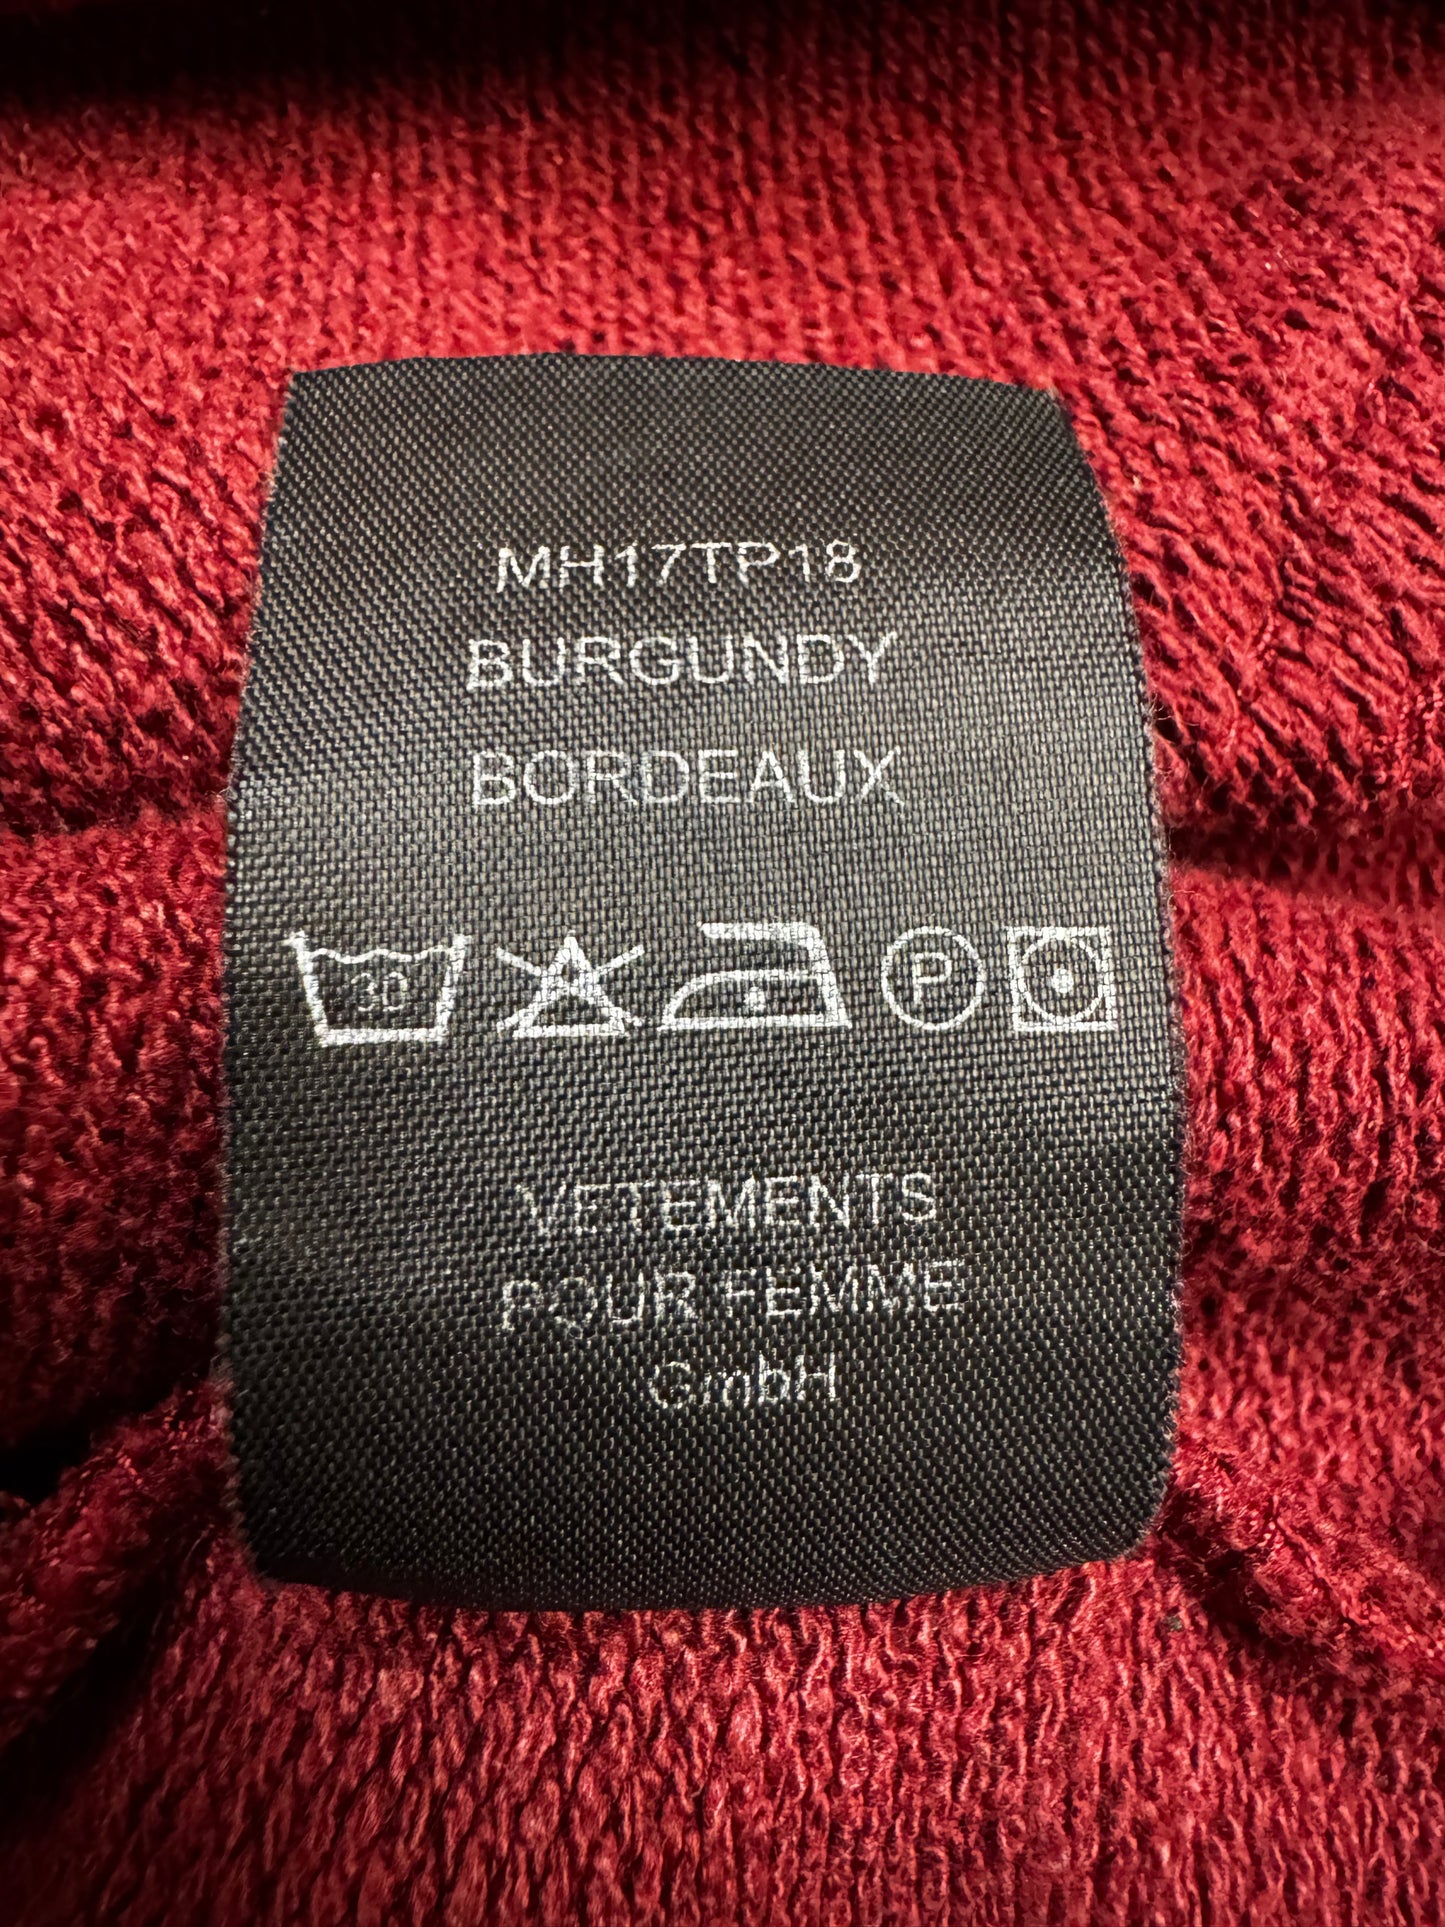 MH17TP18
BURGUNDY
BORDEAUX
30 P
VETEMENTS
POUR FEMME
GmbH